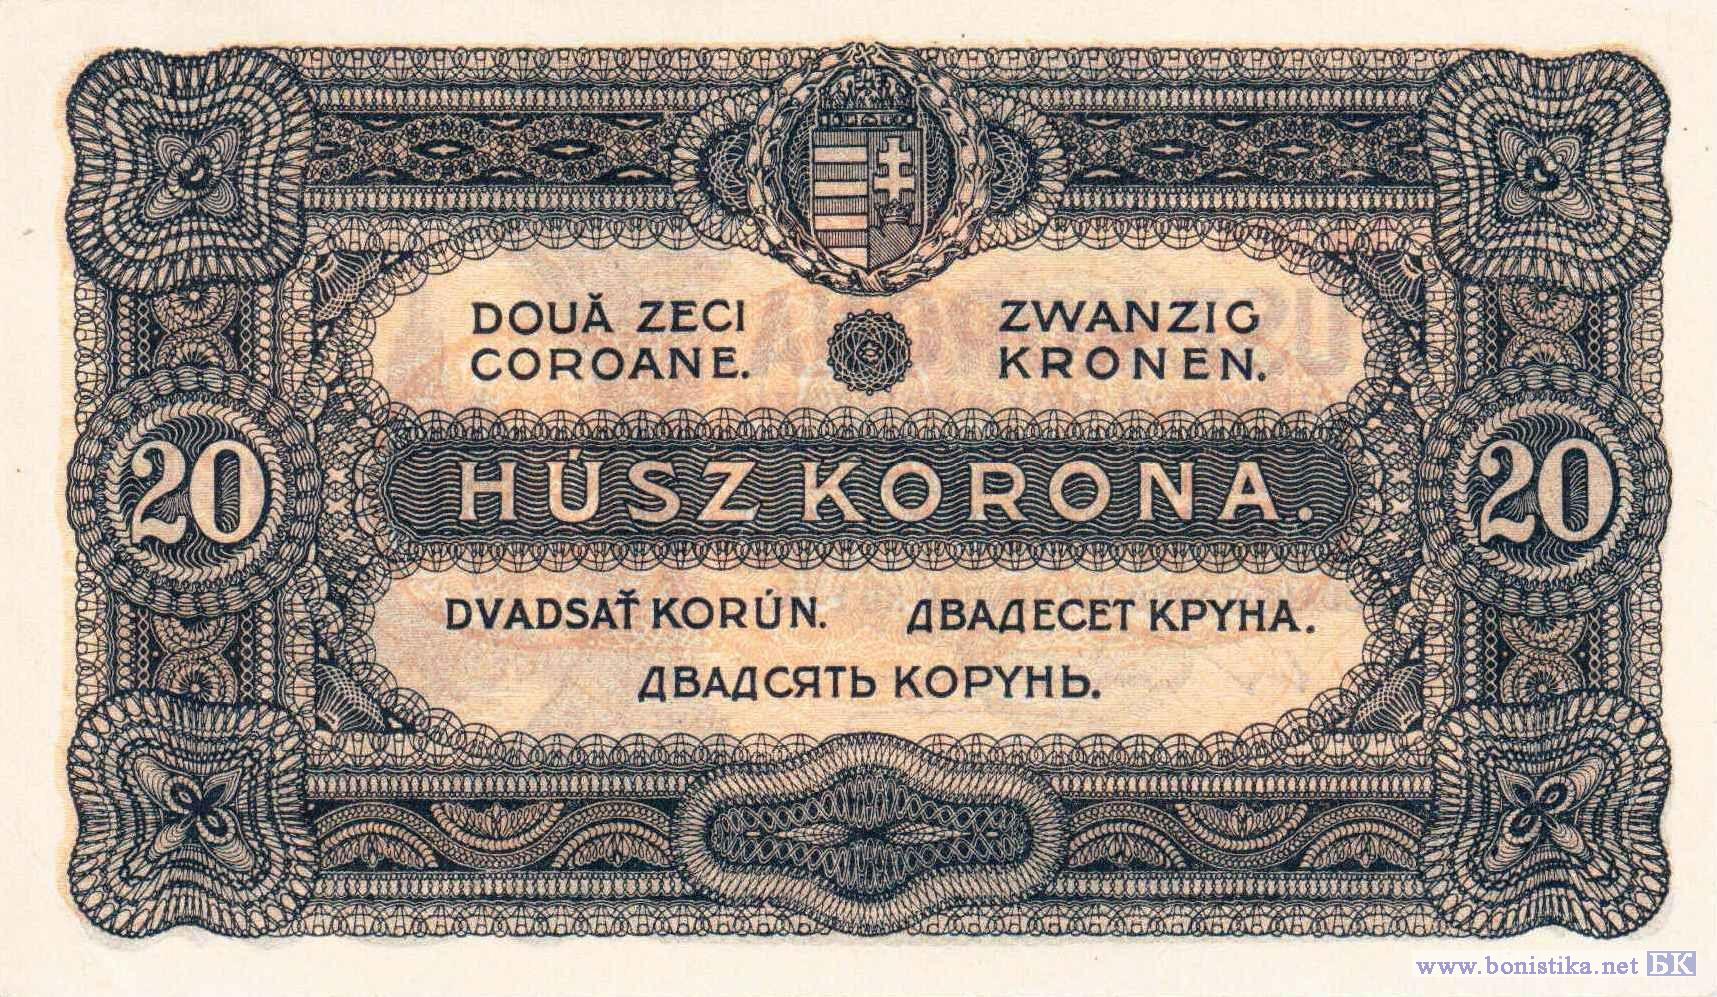 DOUĂ ZECI
COROANE.
ZWANZIG
KRONEN.
20
HÚSZ KORONA.
20
DVADSAŤ KORÚN.
ДВАДЕСЕТ КРУНА.
ДВАДСЯТЬ КОРУНЬ.
www.bonistika.net БК